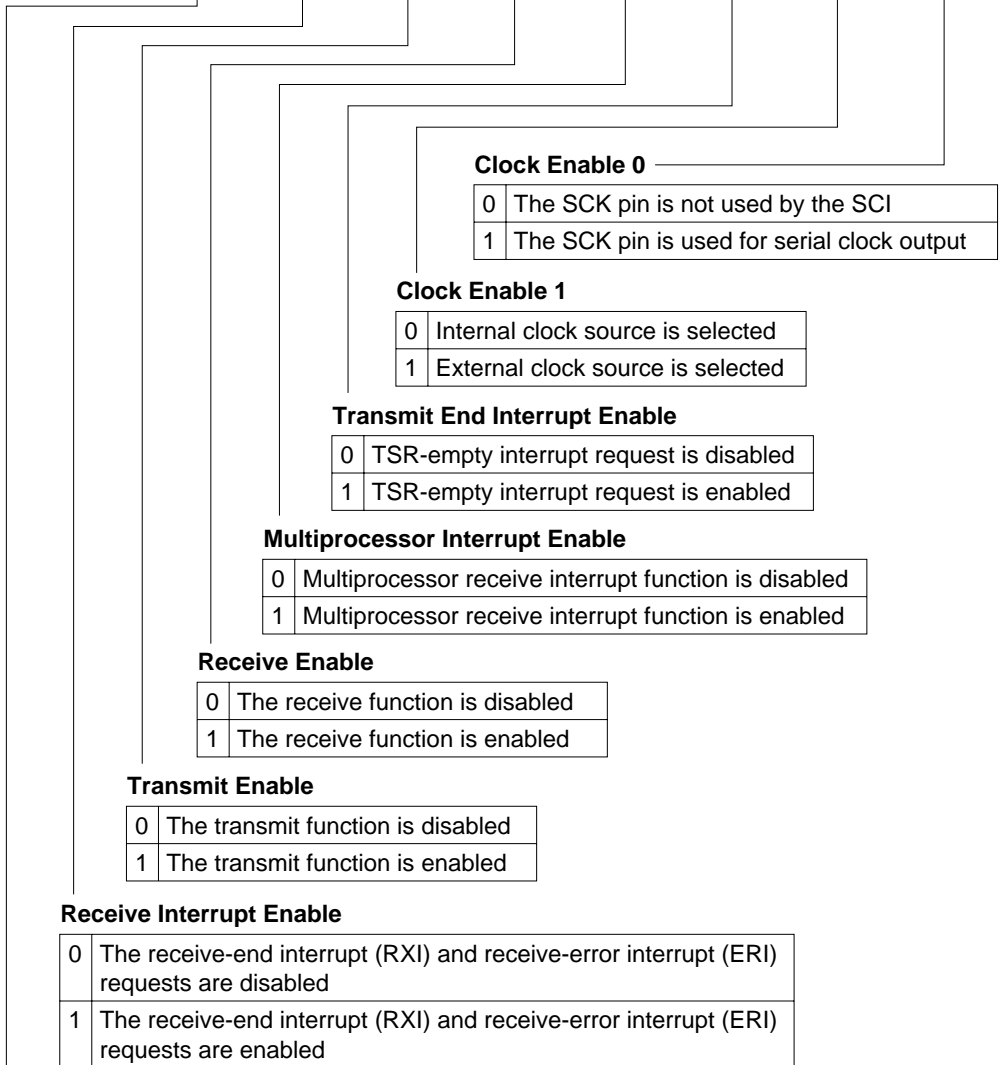 Clock Enable 0
0 The SCK pin is not used by the SCI
1 The SCK pin is used for serial clock output
Clock Enable 1
0 Internal clock source is selected
1 External clock source is selected
Transmit End Interrupt Enable
0 TSR-empty interrupt request is disabled
1 TSR-empty interrupt request is enabled
Multiprocessor Interrupt Enable
0 Multiprocessor receive interrupt function is disabled
1 Multiprocessor receive interrupt function is enabled
Receive Enable
0 The receive function is disabled
1 The receive function is enabled
Transmit Enable
0 The transmit function is disabled
1 The transmit function is enabled
Receive Interrupt Enable
0 The receive-end interrupt (RXI) and receive-error interrupt (ERI)
requests are disabled
1 The receive-end interrupt (RXI) and receive-error interrupt (ERI)
requests are enabled